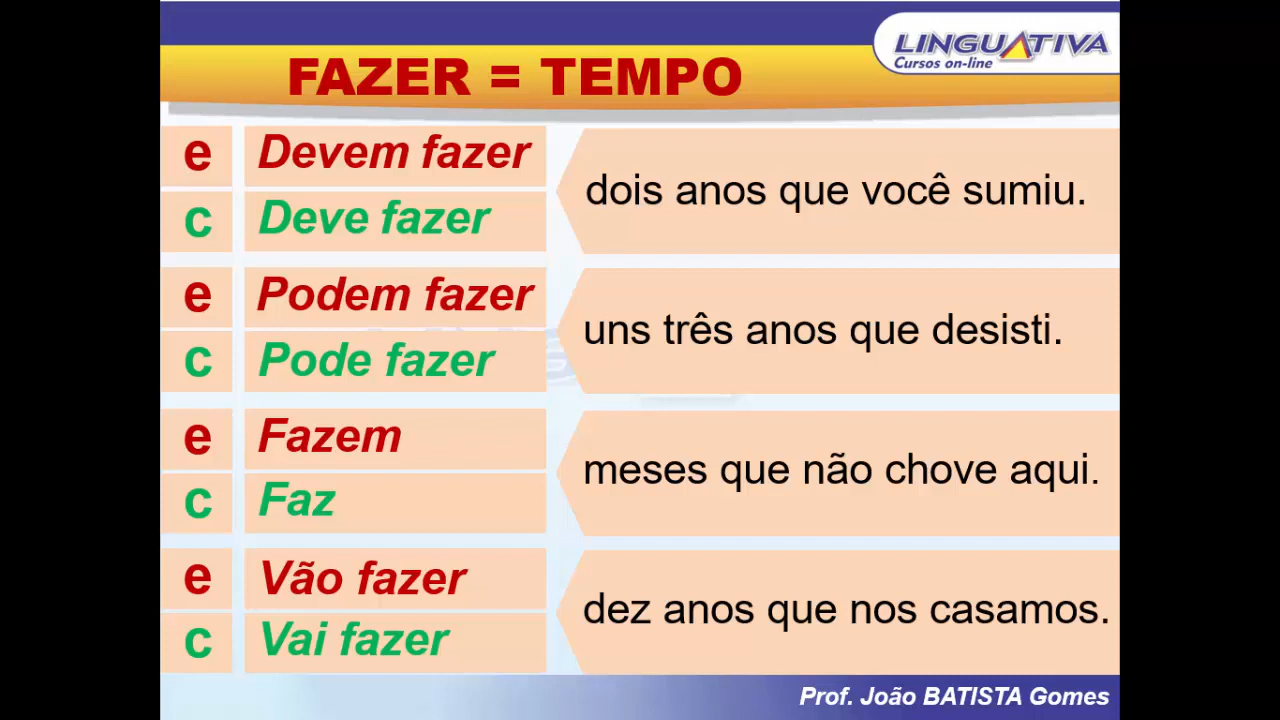 LINGUATIVA
Cursos on-line
FAZER = TEMPO
e Devem fazer
c Deve fazer
dois anos que você sumiu.
e Podem fazer
c Pode fazer
uns três anos que desisti.
e Fazem
c Faz
meses que não chove aqui.
e Vão fazer
c Vai fazer
dez anos que nos casamos.
Prof. João BATISTA Gomes